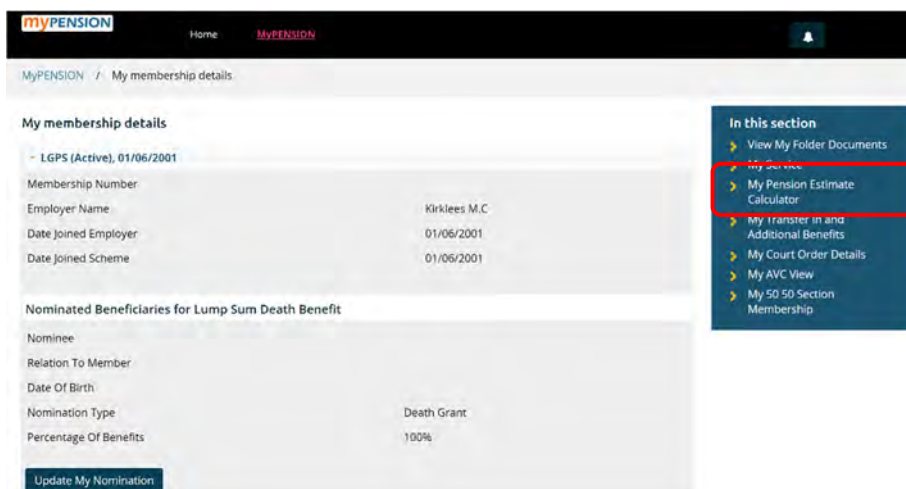 myPENSION
Home MyPENSION
MyPENSION / My membership details
My membership details
- LGPS (Active), 01/06/2001
Membership Number
Employer Name Kirklees M.C
Date Joined Employer 01/06/2001
Date Joined Scheme 01/06/2001
Nominated Beneficiaries for Lump Sum Death Benefit
Nominee
Relation To Member
Date Of Birth
Nomination Type Death Grant
Percentage Of Benefits 100%
Update My Nomination
In this section
View My Folder Documents
My Service
My Pension Estimate
Calculator
My Transfer In and
Additional Benefits
My Court Order Details
My AVC View
My 50 50 Section
Membership